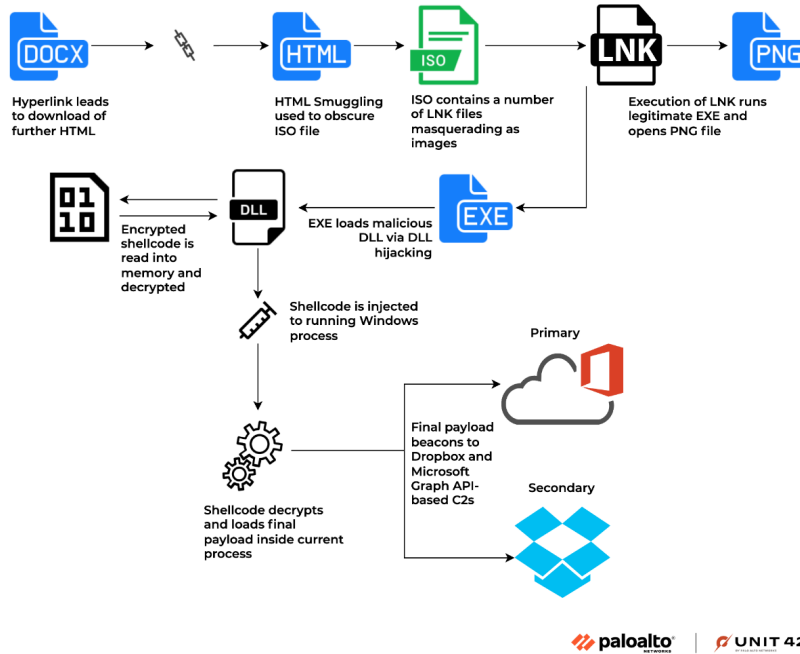 DOCX
HTML
ISO
LNK
PNG
Hyperlink leads
to download of
further HTML
HTML Smuggling
used to obscure
ISO file
ISO contains a number
of LNK files
masquerading as
images
Execution of LNK runs
legitimate EXE and
opens PNG file
01
10
DLL
EXE
Encrypted
shellcode is
read into
memory and
decrypted
EXE loads malicious
DLL via DLL
hijacking
Shellcode is injected
to running Windows
process
Primary
Final payload
beacons to
Dropbox and
Microsoft
Graph API-
based C2s
Secondary
Shellcode decrypts
and loads final
payload inside current
process
paloalto
NETWORKS
UNIT 42